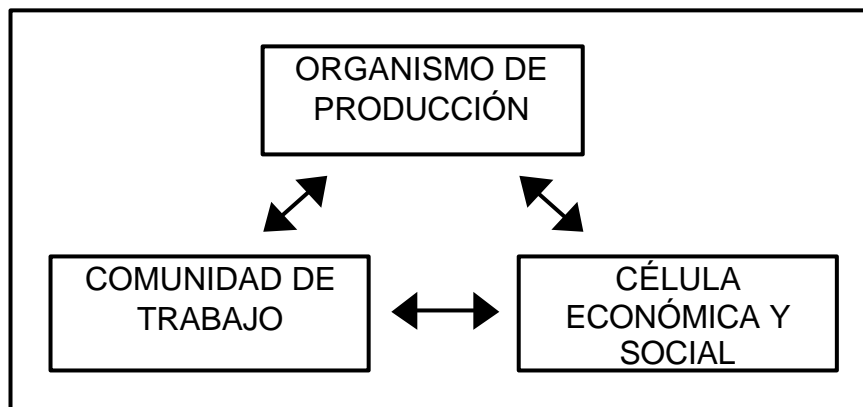 ORGANISMO DE
PRODUCCIÓN
COMUNIDAD DE
TRABAJO
CÉLULA
ECONÓMICA Y
SOCIAL